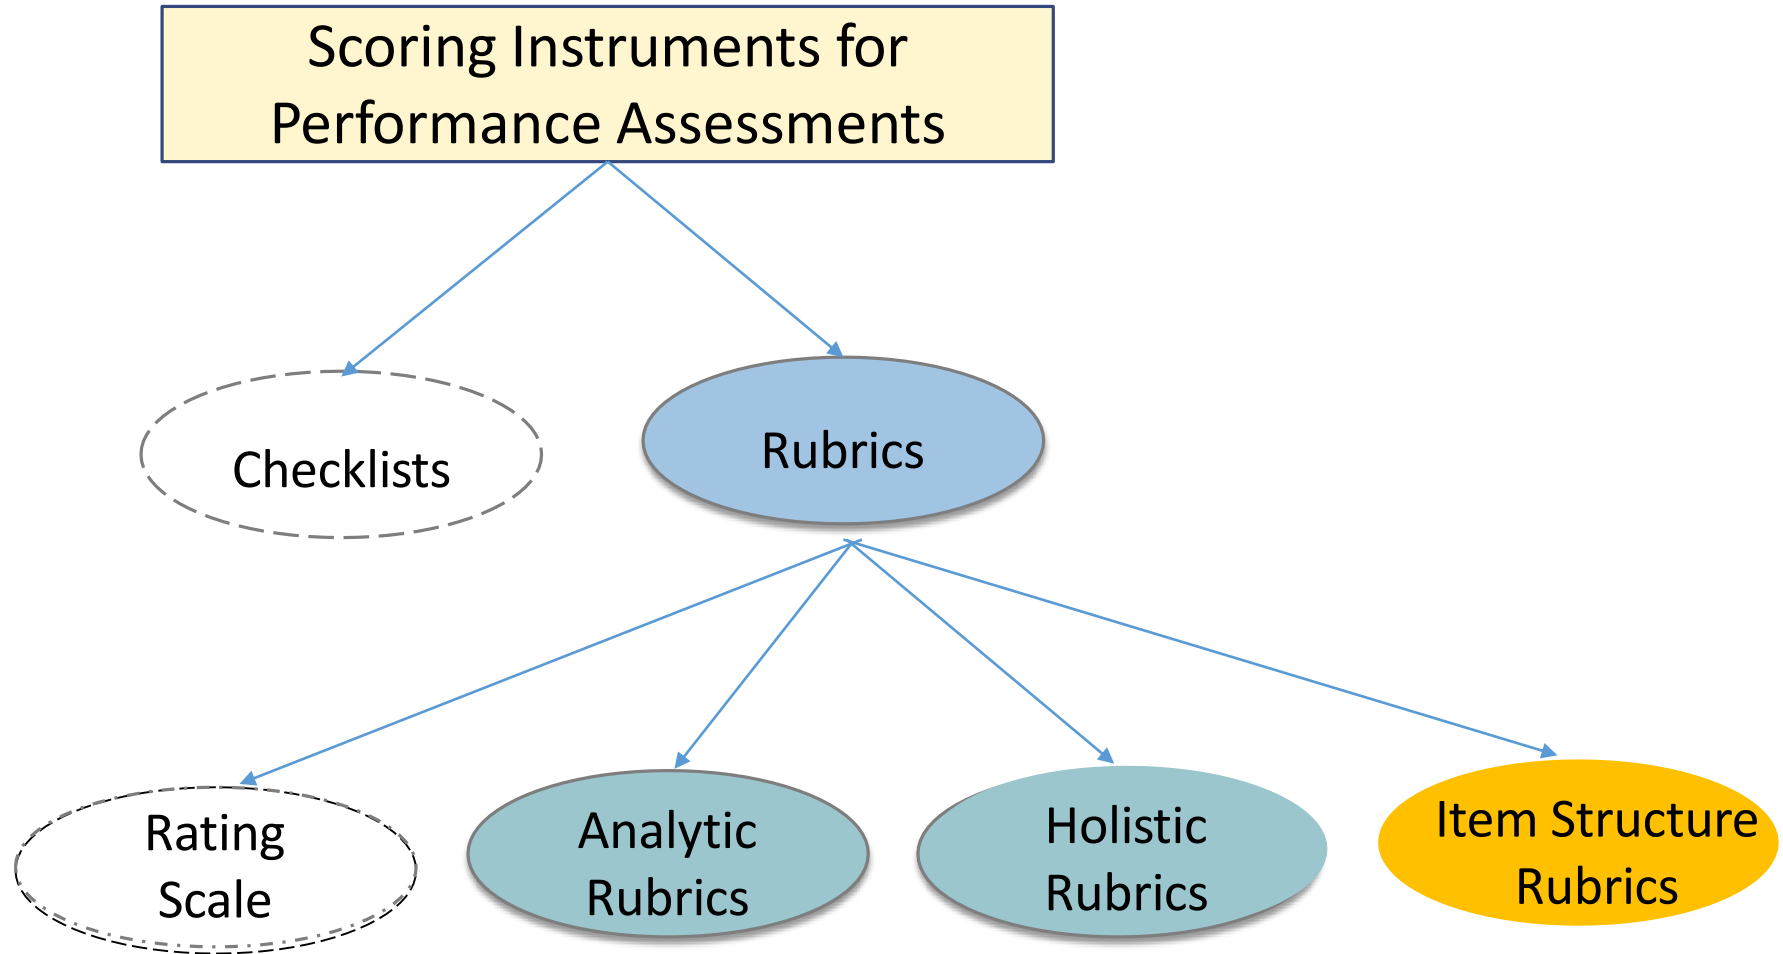 Scoring Instruments for
Performance Assessments
Checklists
Rubrics
Rating
Scale
Analytic
Rubrics
Holistic
Rubrics
Item Structure
Rubrics